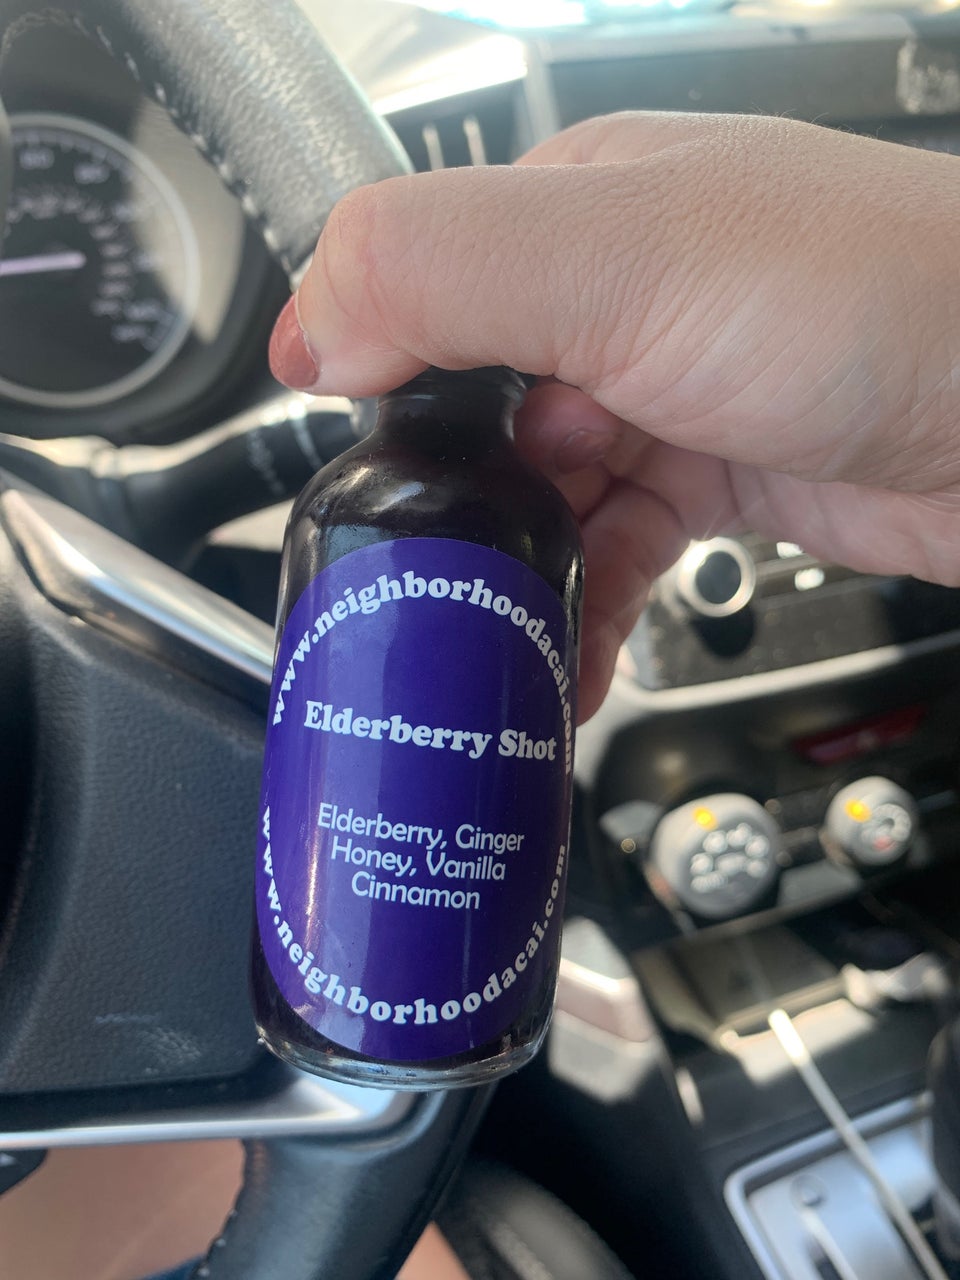 www.neighborhoodacai.com
Elderberry Shot
Elderberry, Ginger
Honey, Vanilla
Cinnamon
www.neighborhoodacai.com